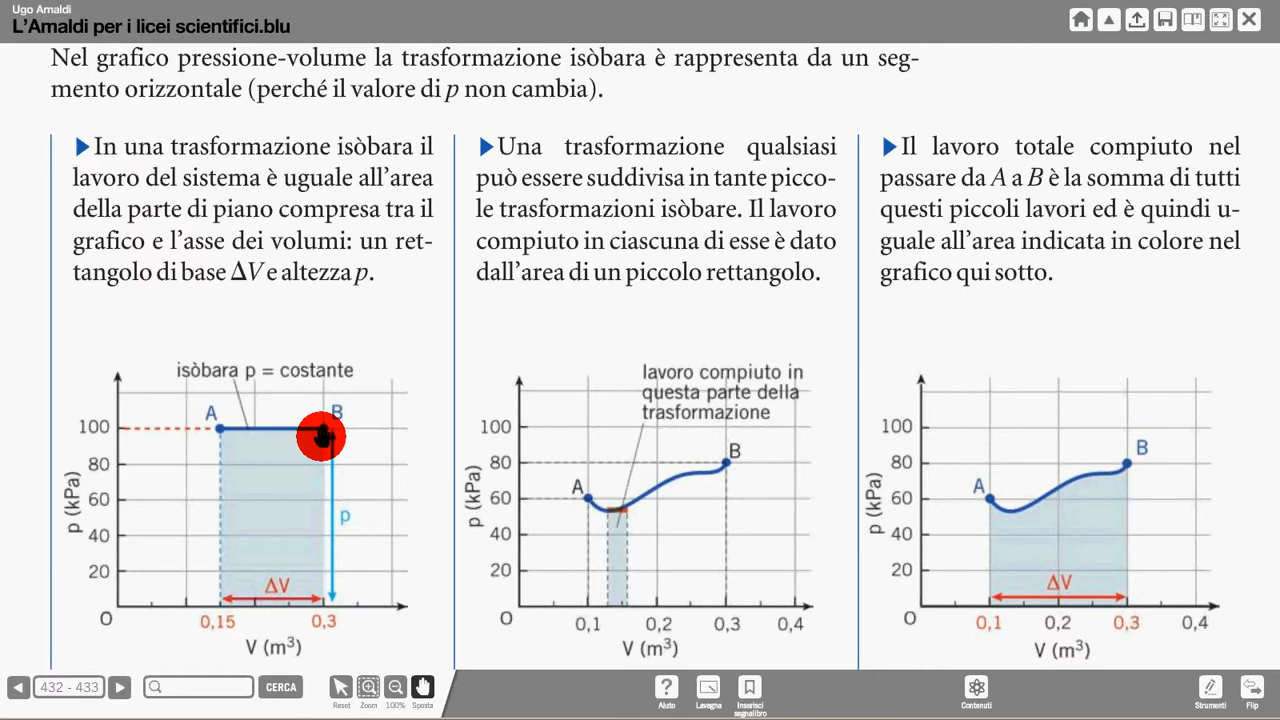 Ugo Amaldi
L'Amaldi per i licei scientifici.blu
Nel grafico pressione-volume la trasformazione isòbara è rappresenta da un seg-
mento orizzontale (perché il valore di p non cambia).
In una trasformazione isòbara il
lavoro del sistema è uguale all'area
della parte di piano compresa tra il
grafico e l'asse dei volumi: un ret-
tangolo di base ΔV e altezza p.
Una trasformazione qualsiasi
può essere suddivisa in tante picco-
le trasformazioni isòbare. Il lavoro
compiuto in ciascuna di esse è dato
dall'area di un piccolo rettangolo.
Il lavoro totale compiuto nel
passare da A a B è la somma di tutti
questi piccoli lavori ed è quindi u-
guale all'area indicata in colore nel
grafico qui sotto.
isòbara p = costante
A B
100
80
60
40
20
O
p (kPa)
p
ΔV
0,15 0,3
V (m³)
lavoro compiuto in
questa parte della
trasformazione
100
80
60
40
20
O
p (kPa)
A
B
0,1 0,2 0,3 0,4
V (m³)
100
80
60
40
20
O
p (kPa)
A
B
ΔV
0,1 0,2 0,3 0,4
V (m³)
432 - 433
CERCA
Reset Zoom 100% Sposta
Aiuto Lavagna Inserisci
segnalibro
Contenuti
Strumenti Flip